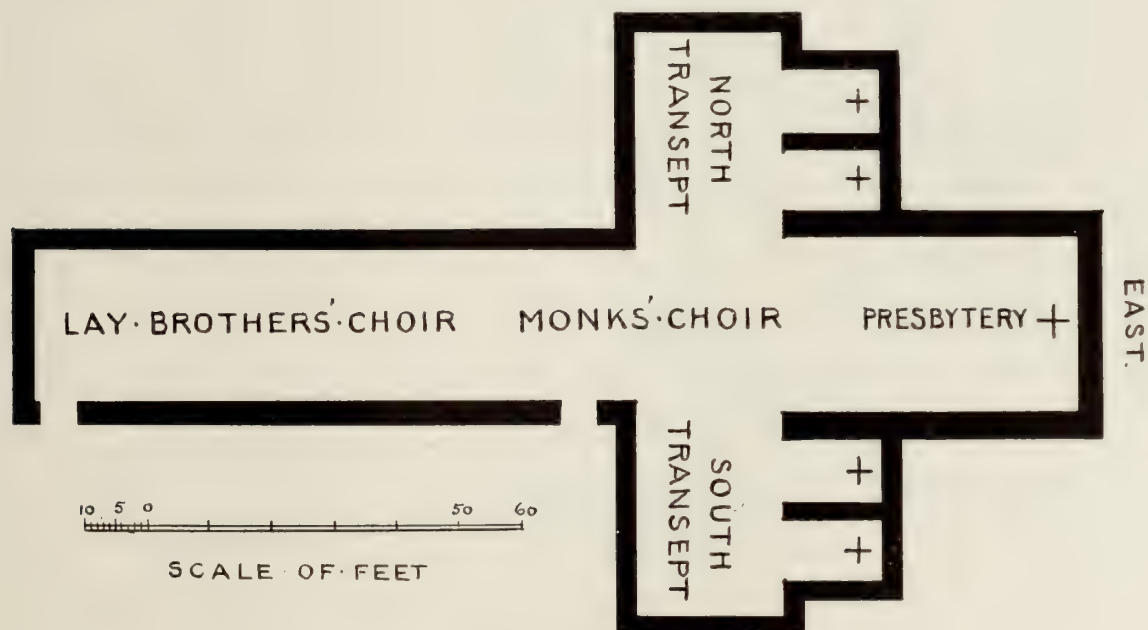 NORTH
TRANSEPT
LAY·BROTHERS'·CHOIR
MONKS'·CHOIR
PRESBYTERY
EAST.
SOUTH
TRANSEPT
10 5 0 50 60
SCALE·OF·FEET